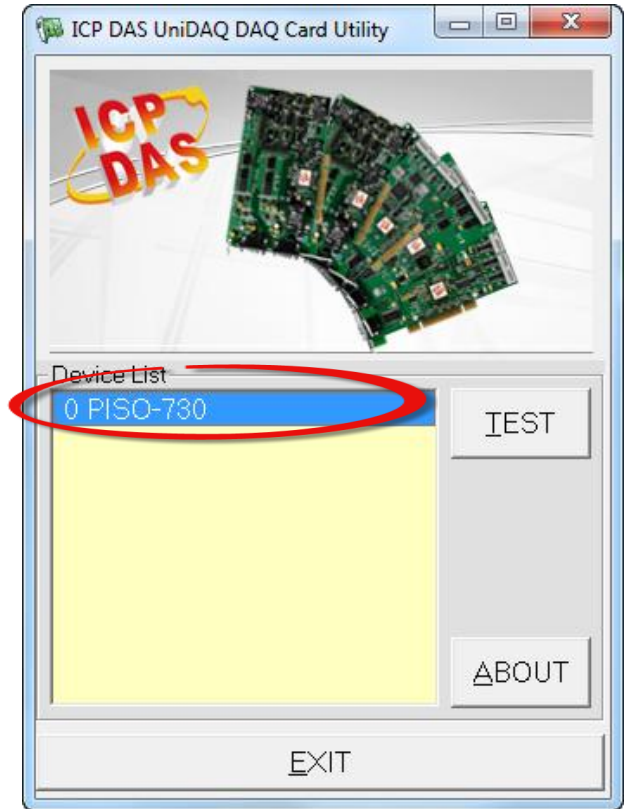 ICP DAS UniDAQ DAQ Card Utility
ICP
DAS
Device List
0 PISO-730
TEST
ABOUT
EXIT